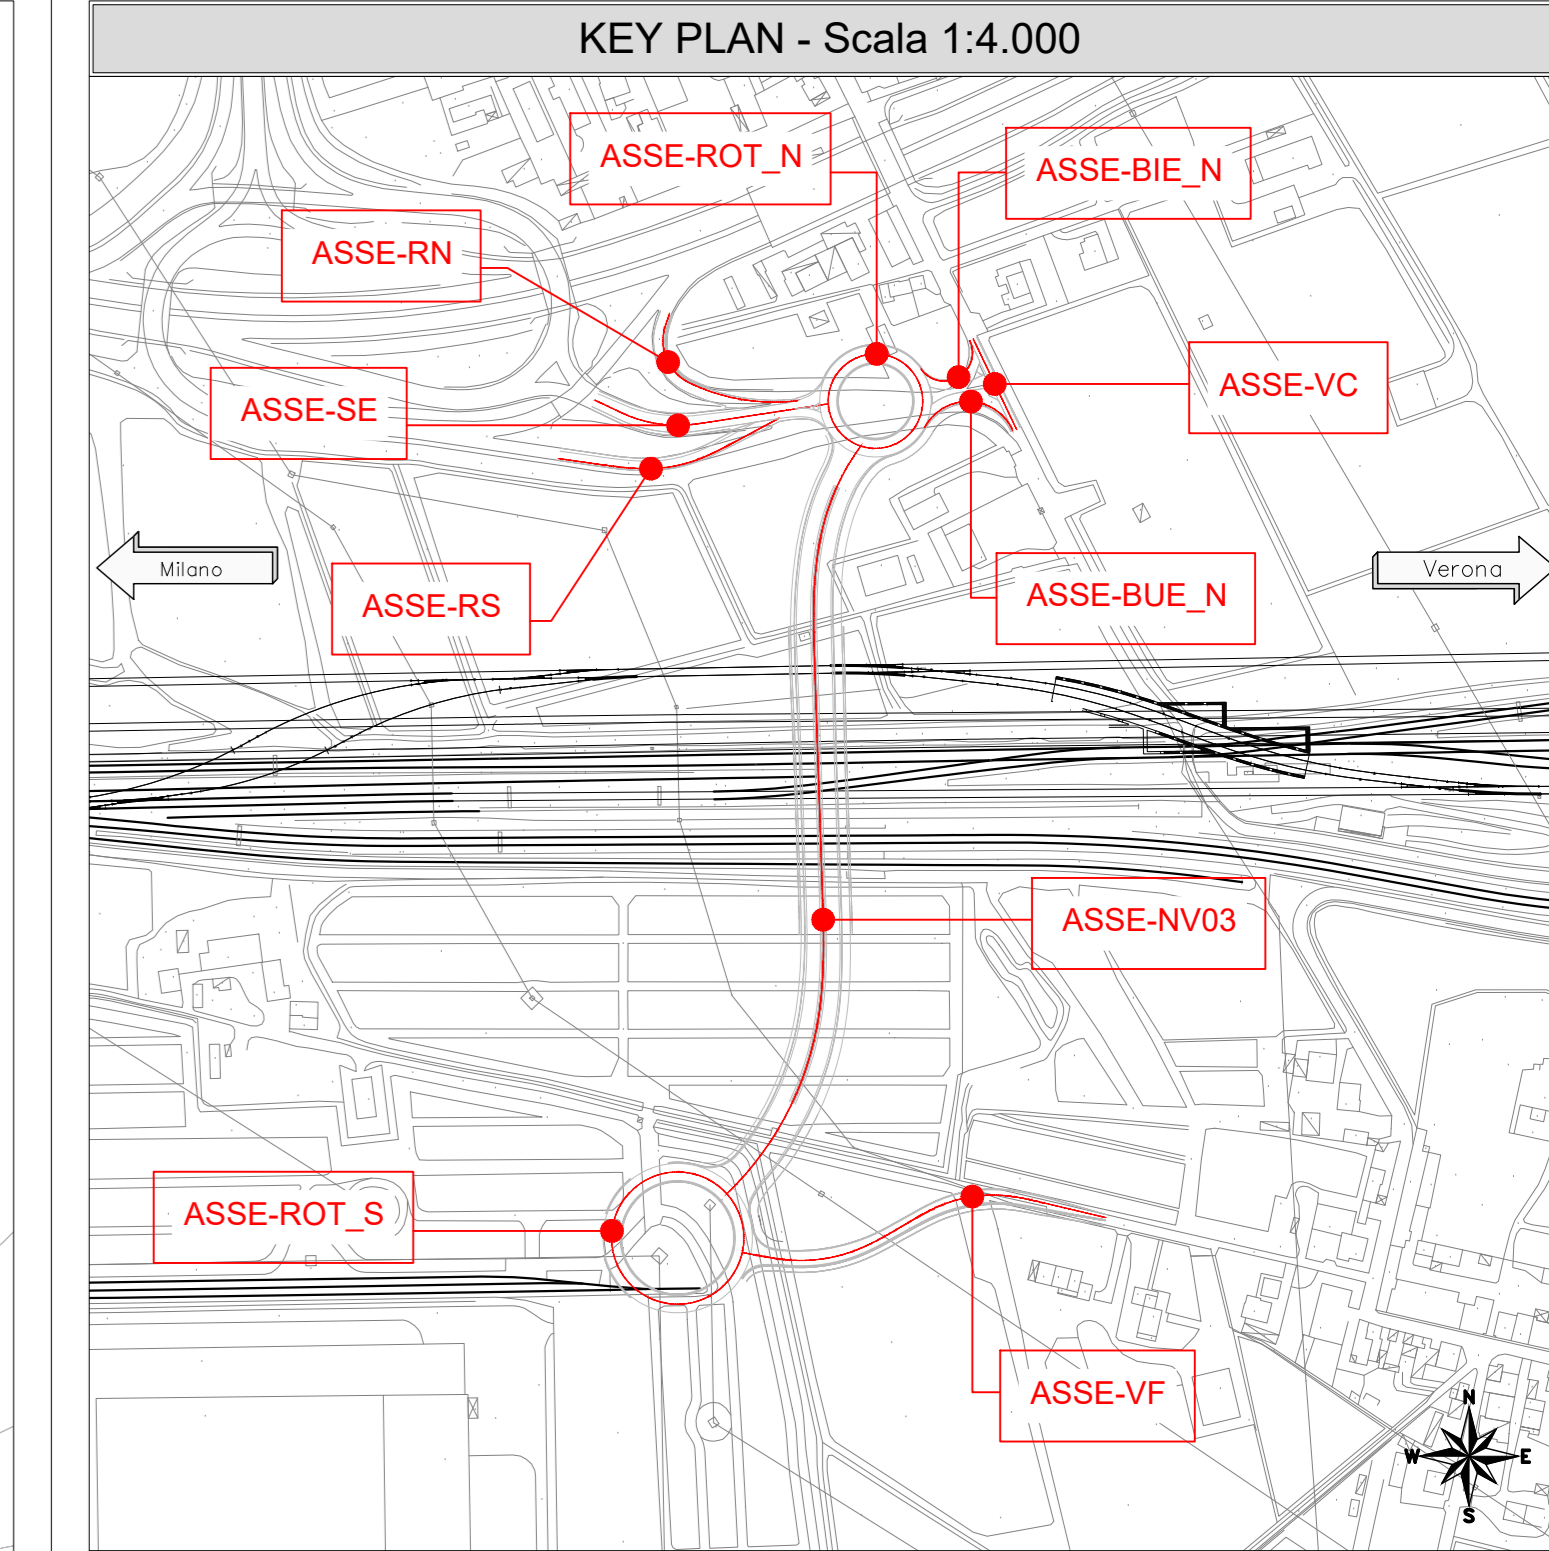 KEY PLAN - Scala 1:4.000
ASSE-ROT_N
ASSE-BIE_N
ASSE-RN
ASSE-SE
ASSE-VC
Milano
Verona
ASSE-RS
ASSE-BUE_N
ASSE-NV03
ASSE-ROT_S
ASSE-VF
N
W
E
S